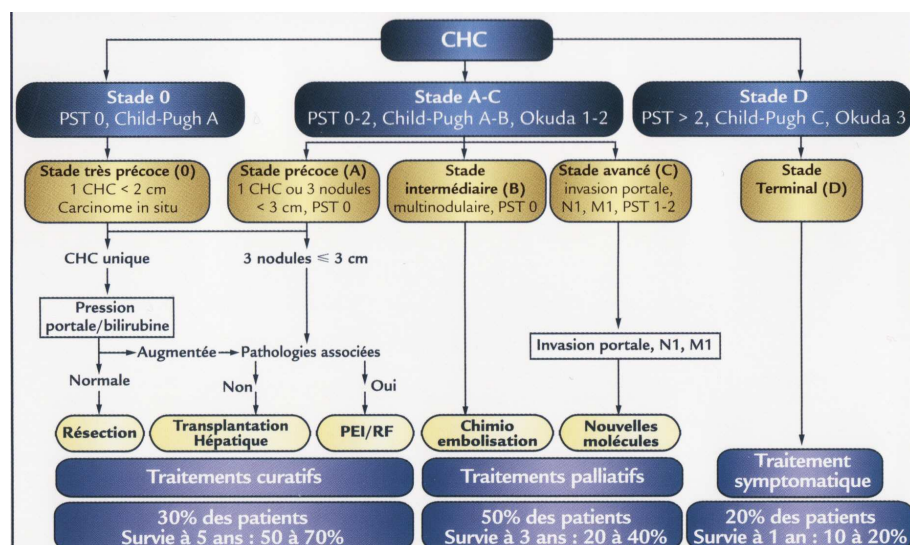 CHC
Stade 0
PST 0, Child-Pugh A
Stade A-C
PST 0-2, Child-Pugh A-B, Okuda 1-2
Stade D
PST > 2, Child-Pugh C, Okuda 3
Stade très précoce (0)
1 CHC < 2 cm
Carcinome in situ
Stade précoce (A)
1 CHC ou 3 nodules
< 3 cm, PST 0
Stade
intermédiaire (B)
multinodulaire, PST 0
Stade avancé (C)
invasion portale,
N1, M1, PST 1-2
Stade
Terminal (D)
CHC unique
3 nodules ≤ 3 cm
Pression
portale/bilirubine
Invasion portale, N1, M1
Augmentée
Pathologies associées
Normale
Non
Oui
Résection
Transplantation
Hépatique
PEI/RF
Chimio
embolisation
Nouvelles
molécules
Traitements curatifs
Traitements palliatifs
Traitement
symptomatique
30% des patients
Survie à 5 ans : 50 à 70%
50% des patients
Survie à 3 ans : 20 à 40%
20% des patients
Survie à 1 an : 10 à 20%